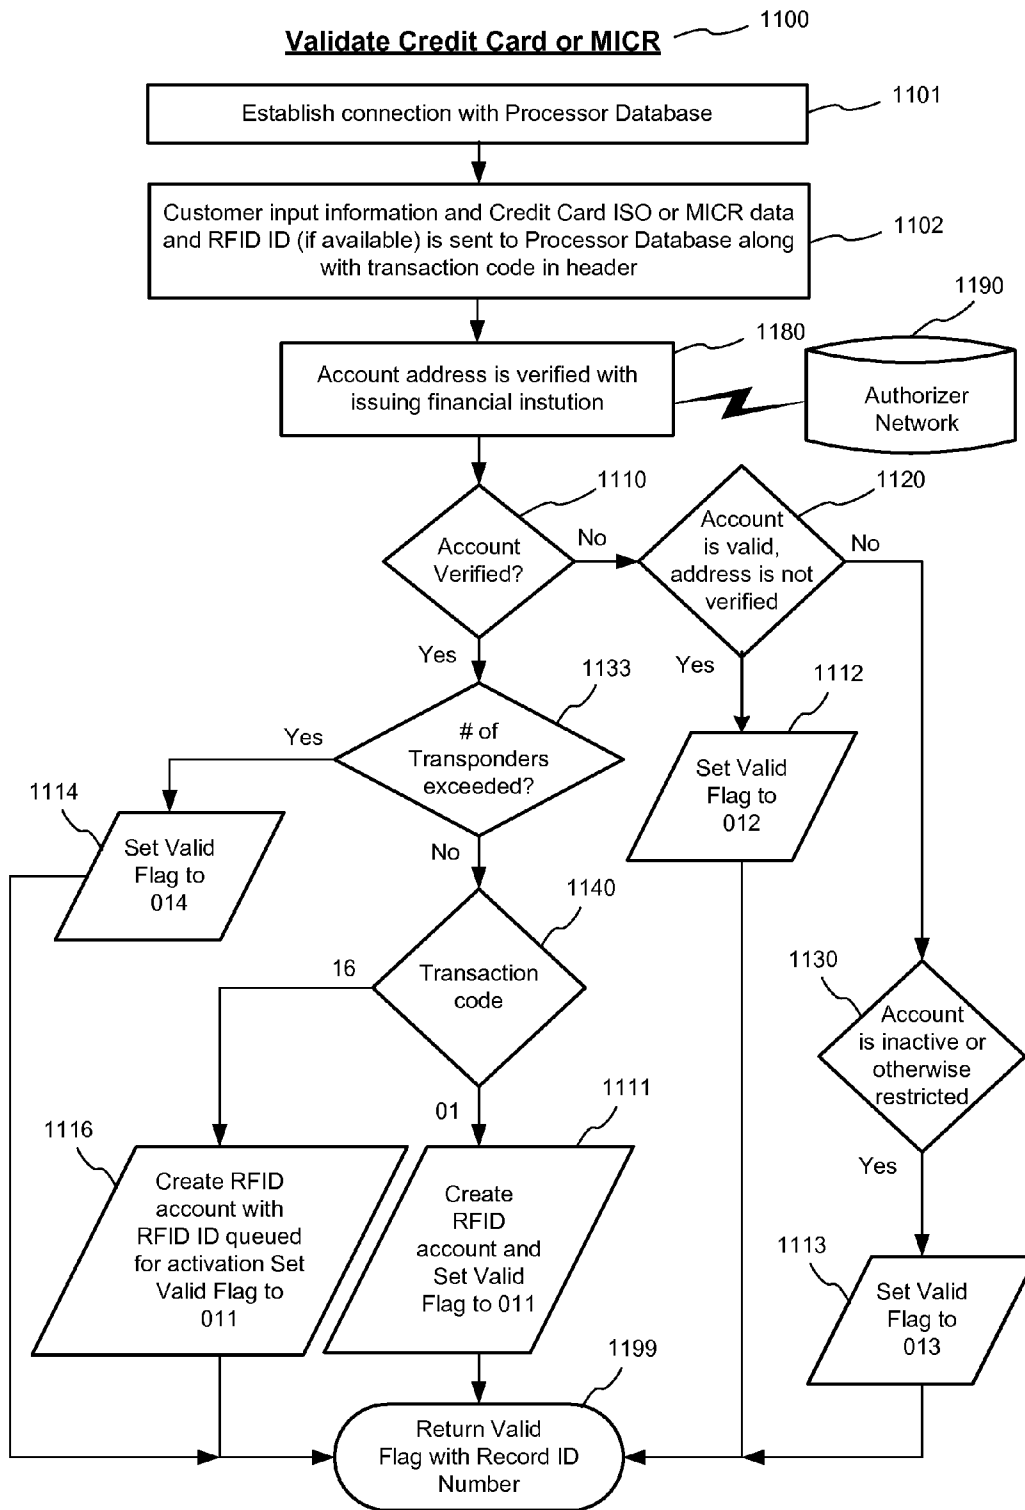 Validate Credit Card or MICR
1100
Establish connection with Processor Database
1101
Customer input information and Credit Card ISO or MICR data
and RFID ID (if available) is sent to Processor Database along
with transaction code in header
1102
1190
1180
Account address is verified with
issuing financial instution
Authorizer
Network
1110
1120
Account
Verified?
No
Account
is valid,
address is not
verified
No
Yes
Yes
1133
1112
# of
Transponders
exceeded?
Yes
Set Valid
Flag to
012
1114
Set Valid
Flag to
014
No
1140
Transaction
code
16
1130
Account
is inactive or
otherwise
restricted
01
1111
1116
Yes
Create RFID
account with
RFID ID queued
for activation Set
Valid Flag to
011
Create
RFID
account and
Set Valid
Flag to 011
1113
Set Valid
Flag to
013
1199
Return Valid
Flag with Record ID
Number